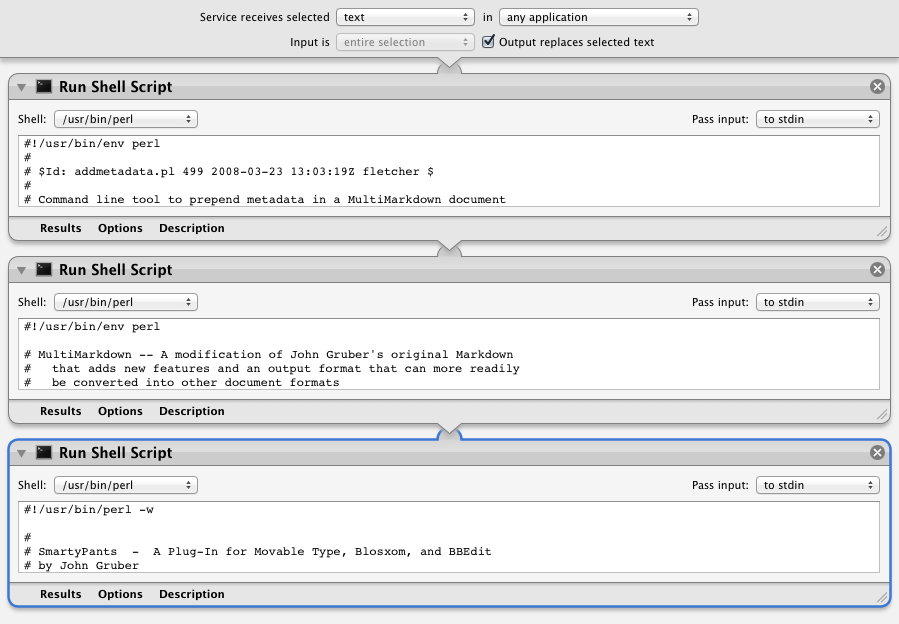 Service receives selected text in any application
Input is entire selection Output replaces selected text
Run Shell Script
Shell: /usr/bin/perl Pass input: to stdin
#!/usr/bin/env perl
#
# $Id: addmetadata.pl 499 2008-03-23 13:03:19Z fletcher $
#
# Command line tool to prepend metadata in a MultiMarkdown document
Results Options Description
Run Shell Script
Shell: /usr/bin/perl Pass input: to stdin
#!/usr/bin/env perl
# MultiMarkdown -- A modification of John Gruber's original Markdown
#   that adds new features and an output format that can more readily
#   be converted into other document formats
Results Options Description
Run Shell Script
Shell: /usr/bin/perl Pass input: to stdin
#!/usr/bin/perl -w
#
# SmartyPants  -  A Plug-In for Movable Type, Blosxom, and BBEdit
# by John Gruber
Results Options Description